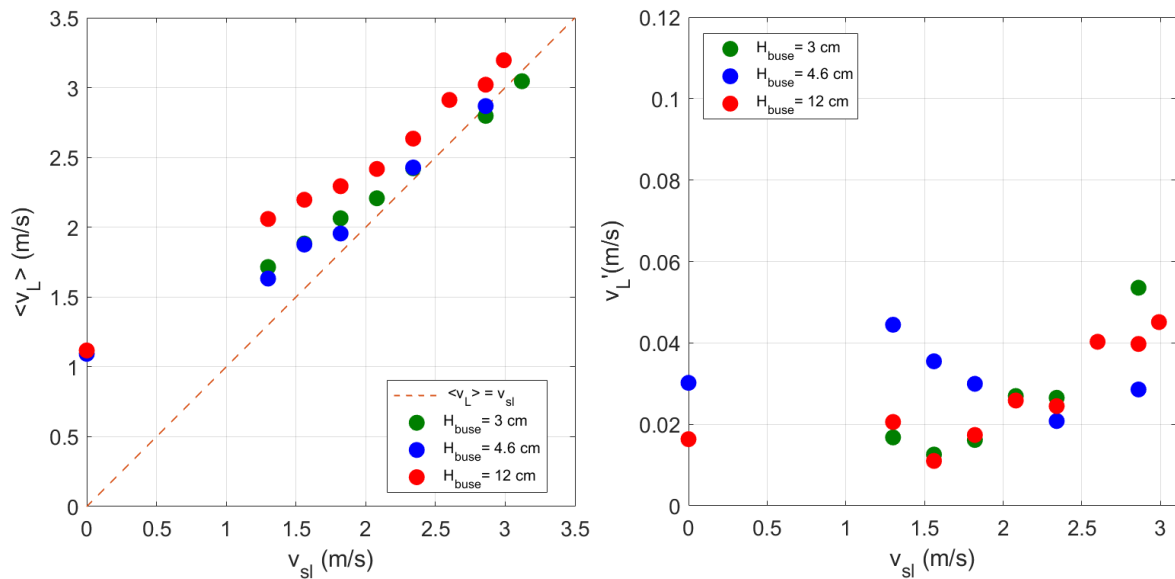 3.5
3
2.5
2
1.5
1
0.5
0
0 0.5 1 1.5 2 2.5 3 3.5
<v_L> (m/s)
v_sl (m/s)
<v_L> = v_sl
H_buse= 3 cm
H_buse= 4.6 cm
H_buse= 12 cm
0.12
0.1
0.08
0.06
0.04
0.02
0
0 0.5 1 1.5 2 2.5 3
v_L'(m/s)
v_sl (m/s)
H_buse= 3 cm
H_buse= 4.6 cm
H_buse= 12 cm